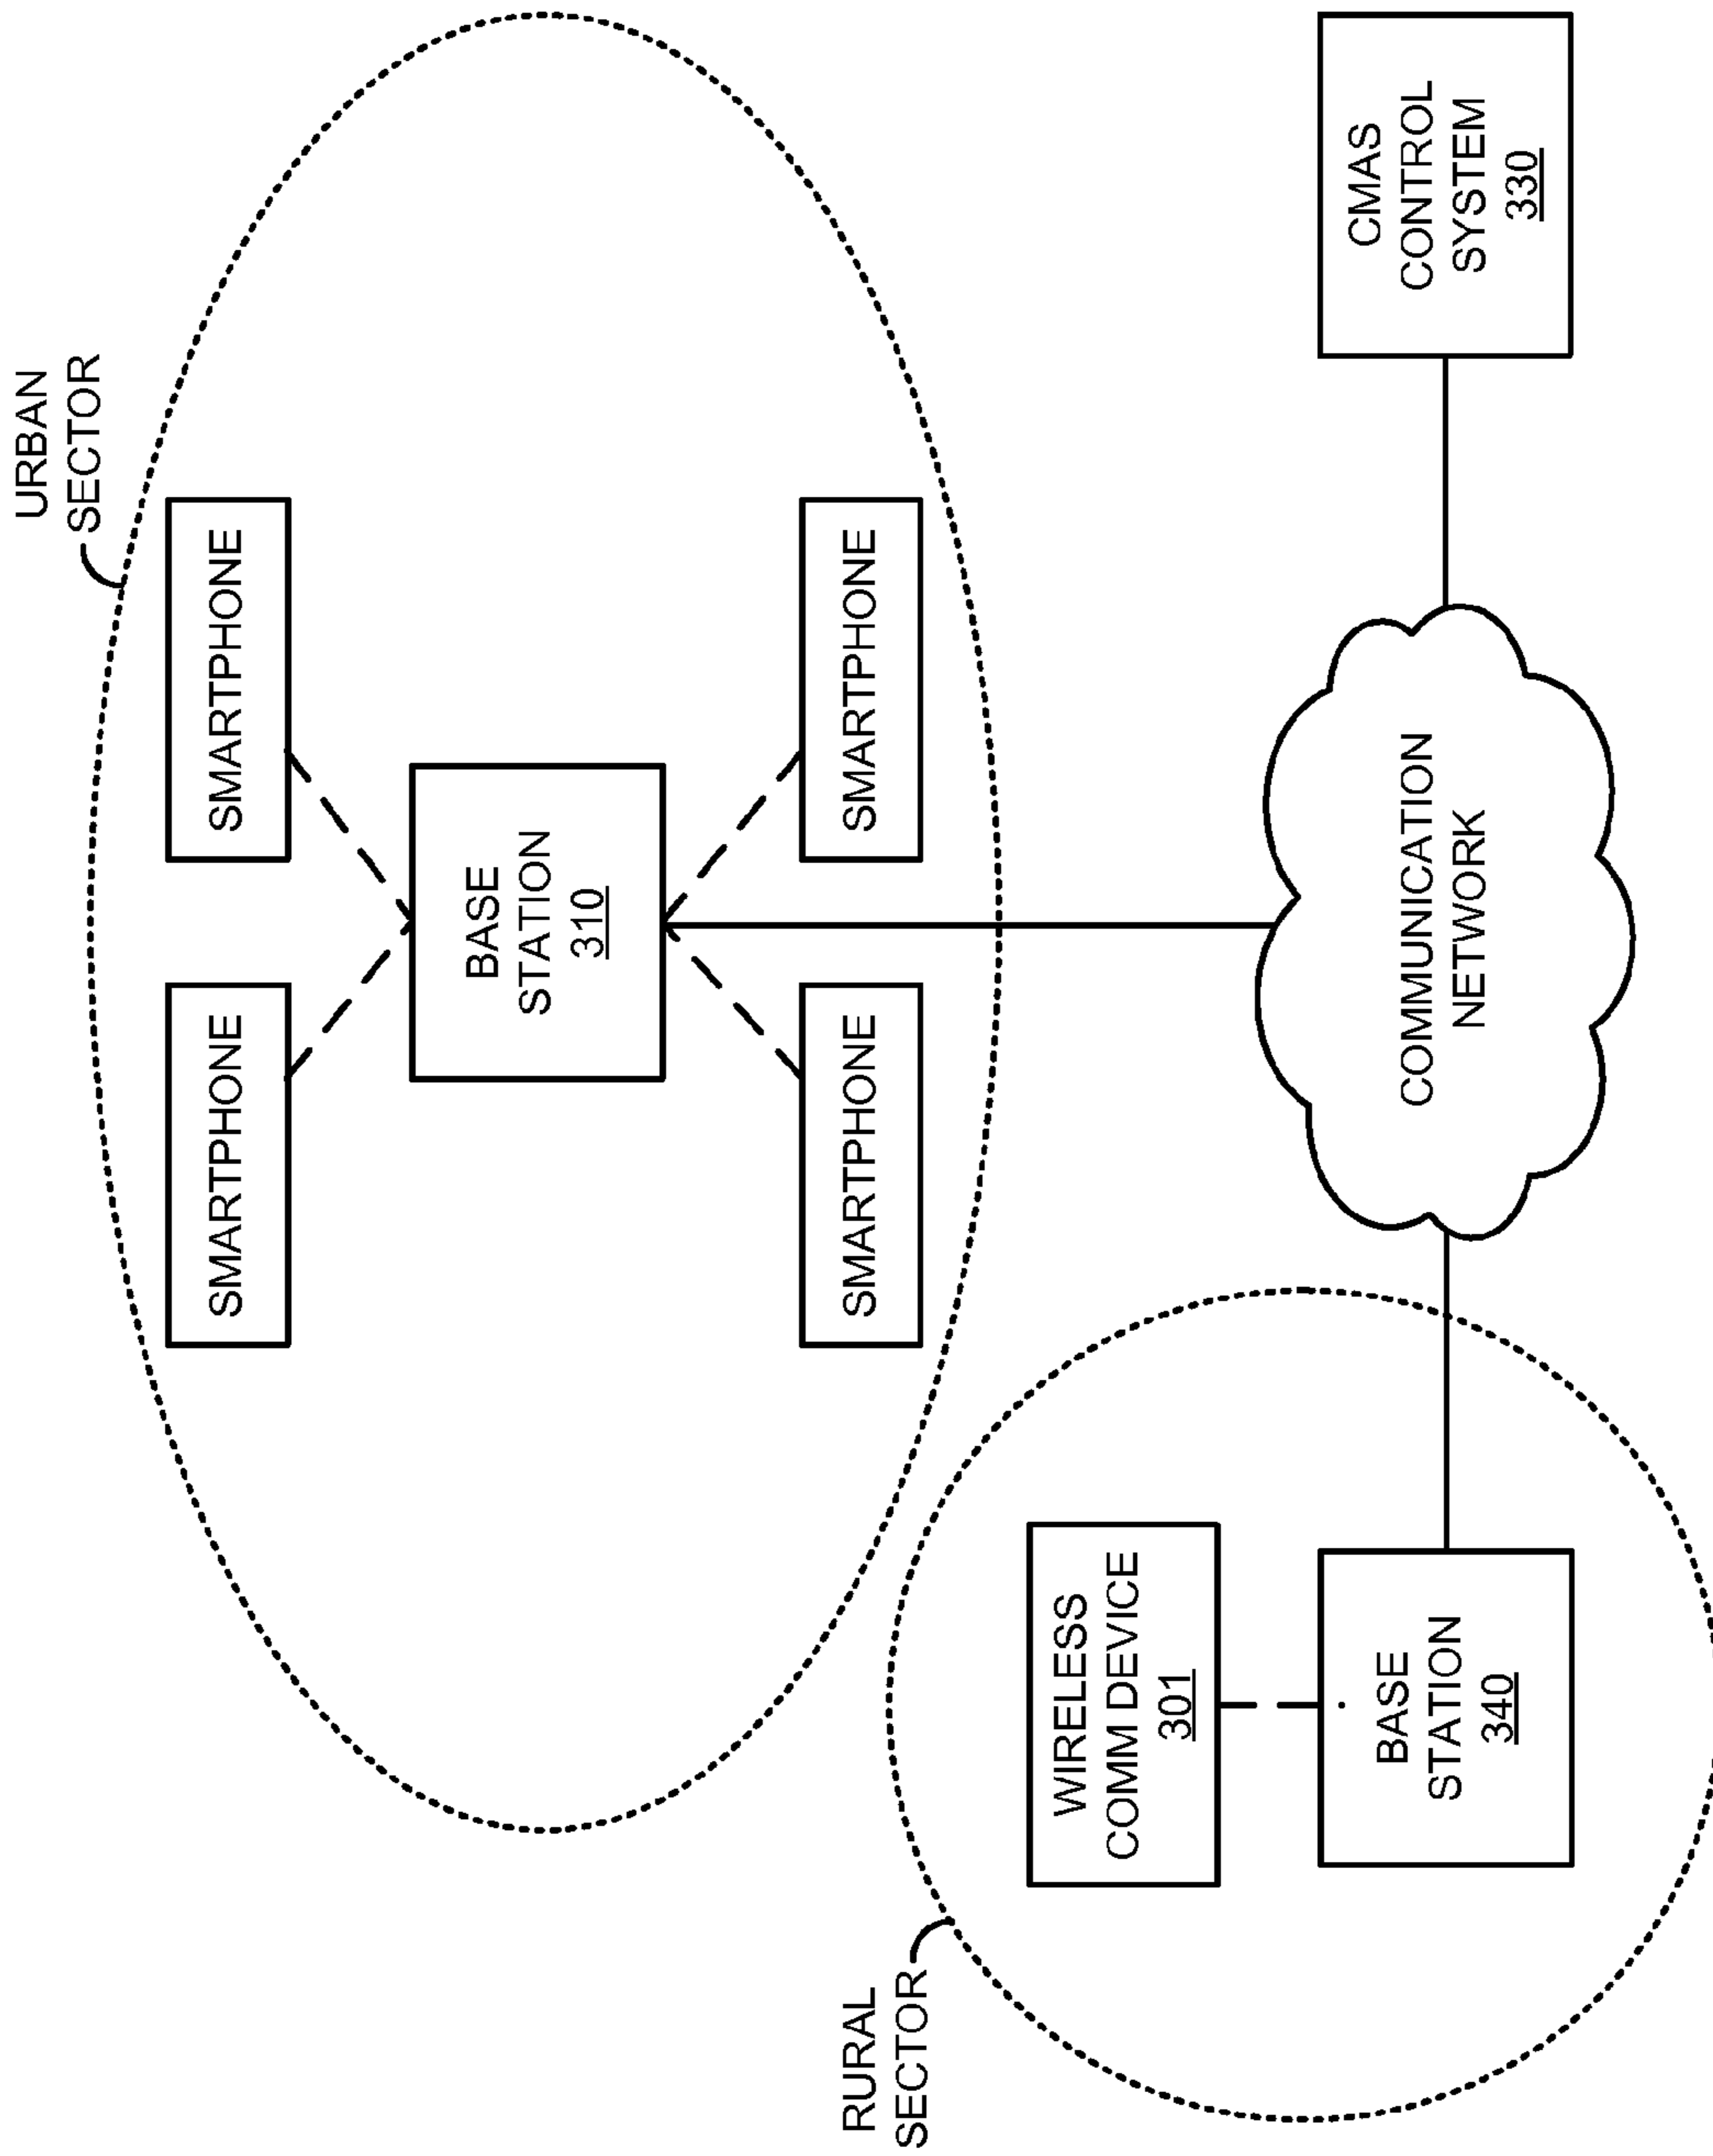 URBAN
SECTOR
SMARTPHONE
SMARTPHONE
BASE
STATION
310
SMARTPHONE
SMARTPHONE
RURAL
SECTOR
WIRELESS
COMM DEVICE
301
BASE
STATION
340
COMMUNICATION
NETWORK
CMAS
CONTROL
SYSTEM
330